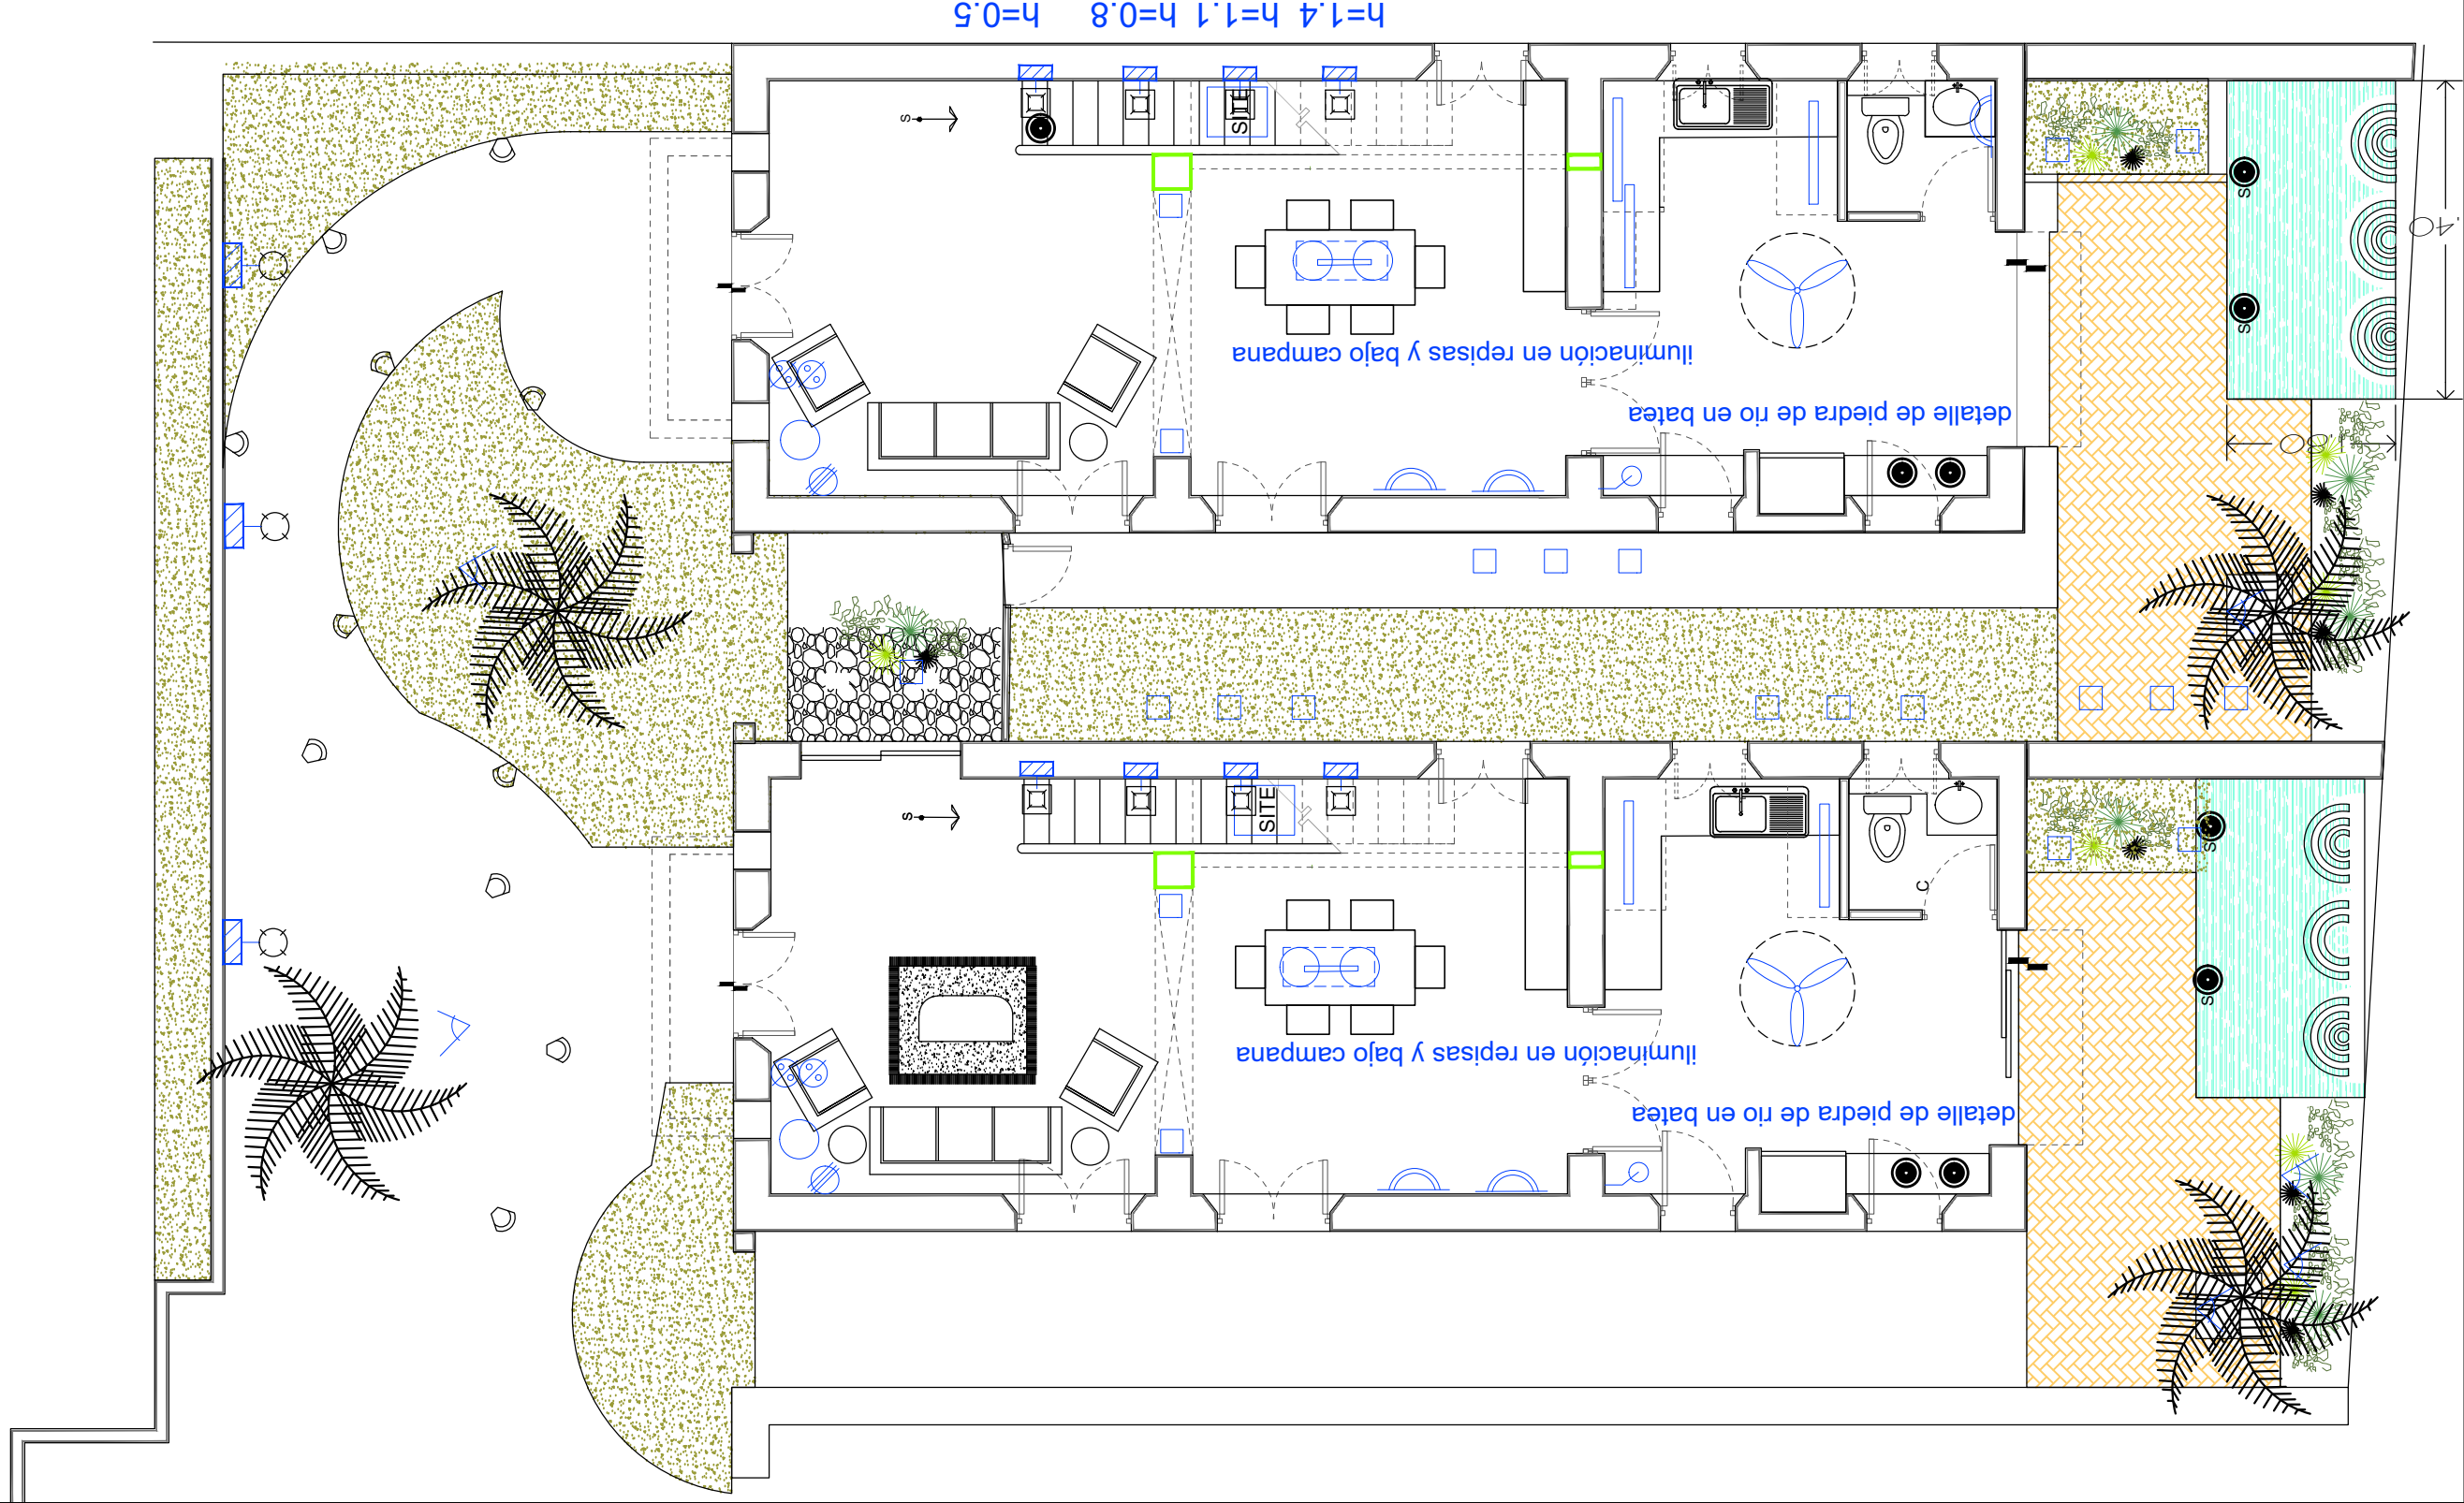 h=1.4 h=1.1 h=0.8 h=0.5
S
SITE
S
S
iluminación en repisas y bajo campana
detalle de piedra de rio en batea
S
SITE
C
S
S
iluminación en repisas y bajo campana
detalle de piedra de rio en batea